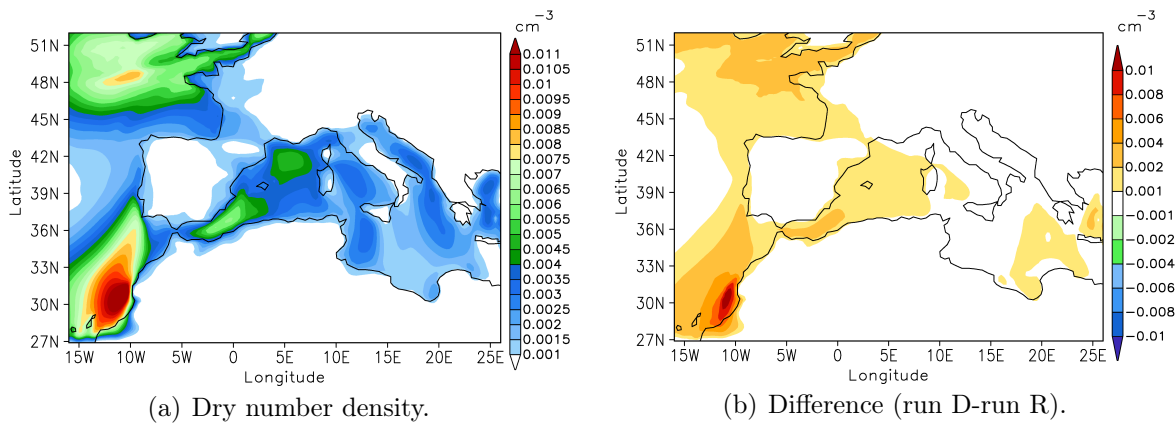 cm⁻³
51N
48N
45N
42N
39N
36N
33N
30N
27N
Latitude
15W 10W 5W 0 5E 10E 15E 20E 25E
Longitude
0.011
0.0105
0.01
0.0095
0.009
0.0085
0.008
0.0075
0.007
0.0065
0.006
0.0055
0.005
0.0045
0.004
0.0035
0.003
0.0025
0.002
0.0015
0.001
(a) Dry number density.
cm⁻³
51N
48N
45N
42N
39N
36N
33N
30N
27N
Latitude
15W 10W 5W 0 5E 10E 15E 20E 25E
Longitude
0.01
0.008
0.006
0.004
0.002
0.001
−0.001
−0.002
−0.004
−0.006
−0.008
−0.01
(b) Difference (run D-run R).